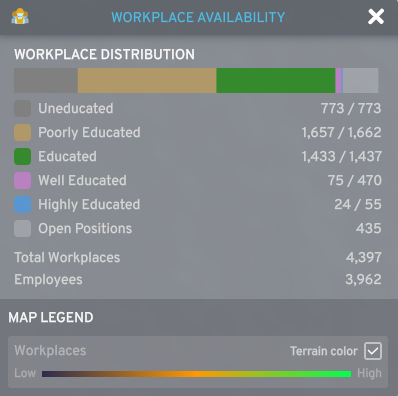 WORKPLACE AVAILABILITY
WORKPLACE DISTRIBUTION
Uneducated 773 / 773
Poorly Educated 1,657 / 1,662
Educated 1,433 / 1,437
Well Educated 75 / 470
Highly Educated 24 / 55
Open Positions 435
Total Workplaces 4,397
Employees 3,962
MAP LEGEND
Workplaces Terrain color
Low High